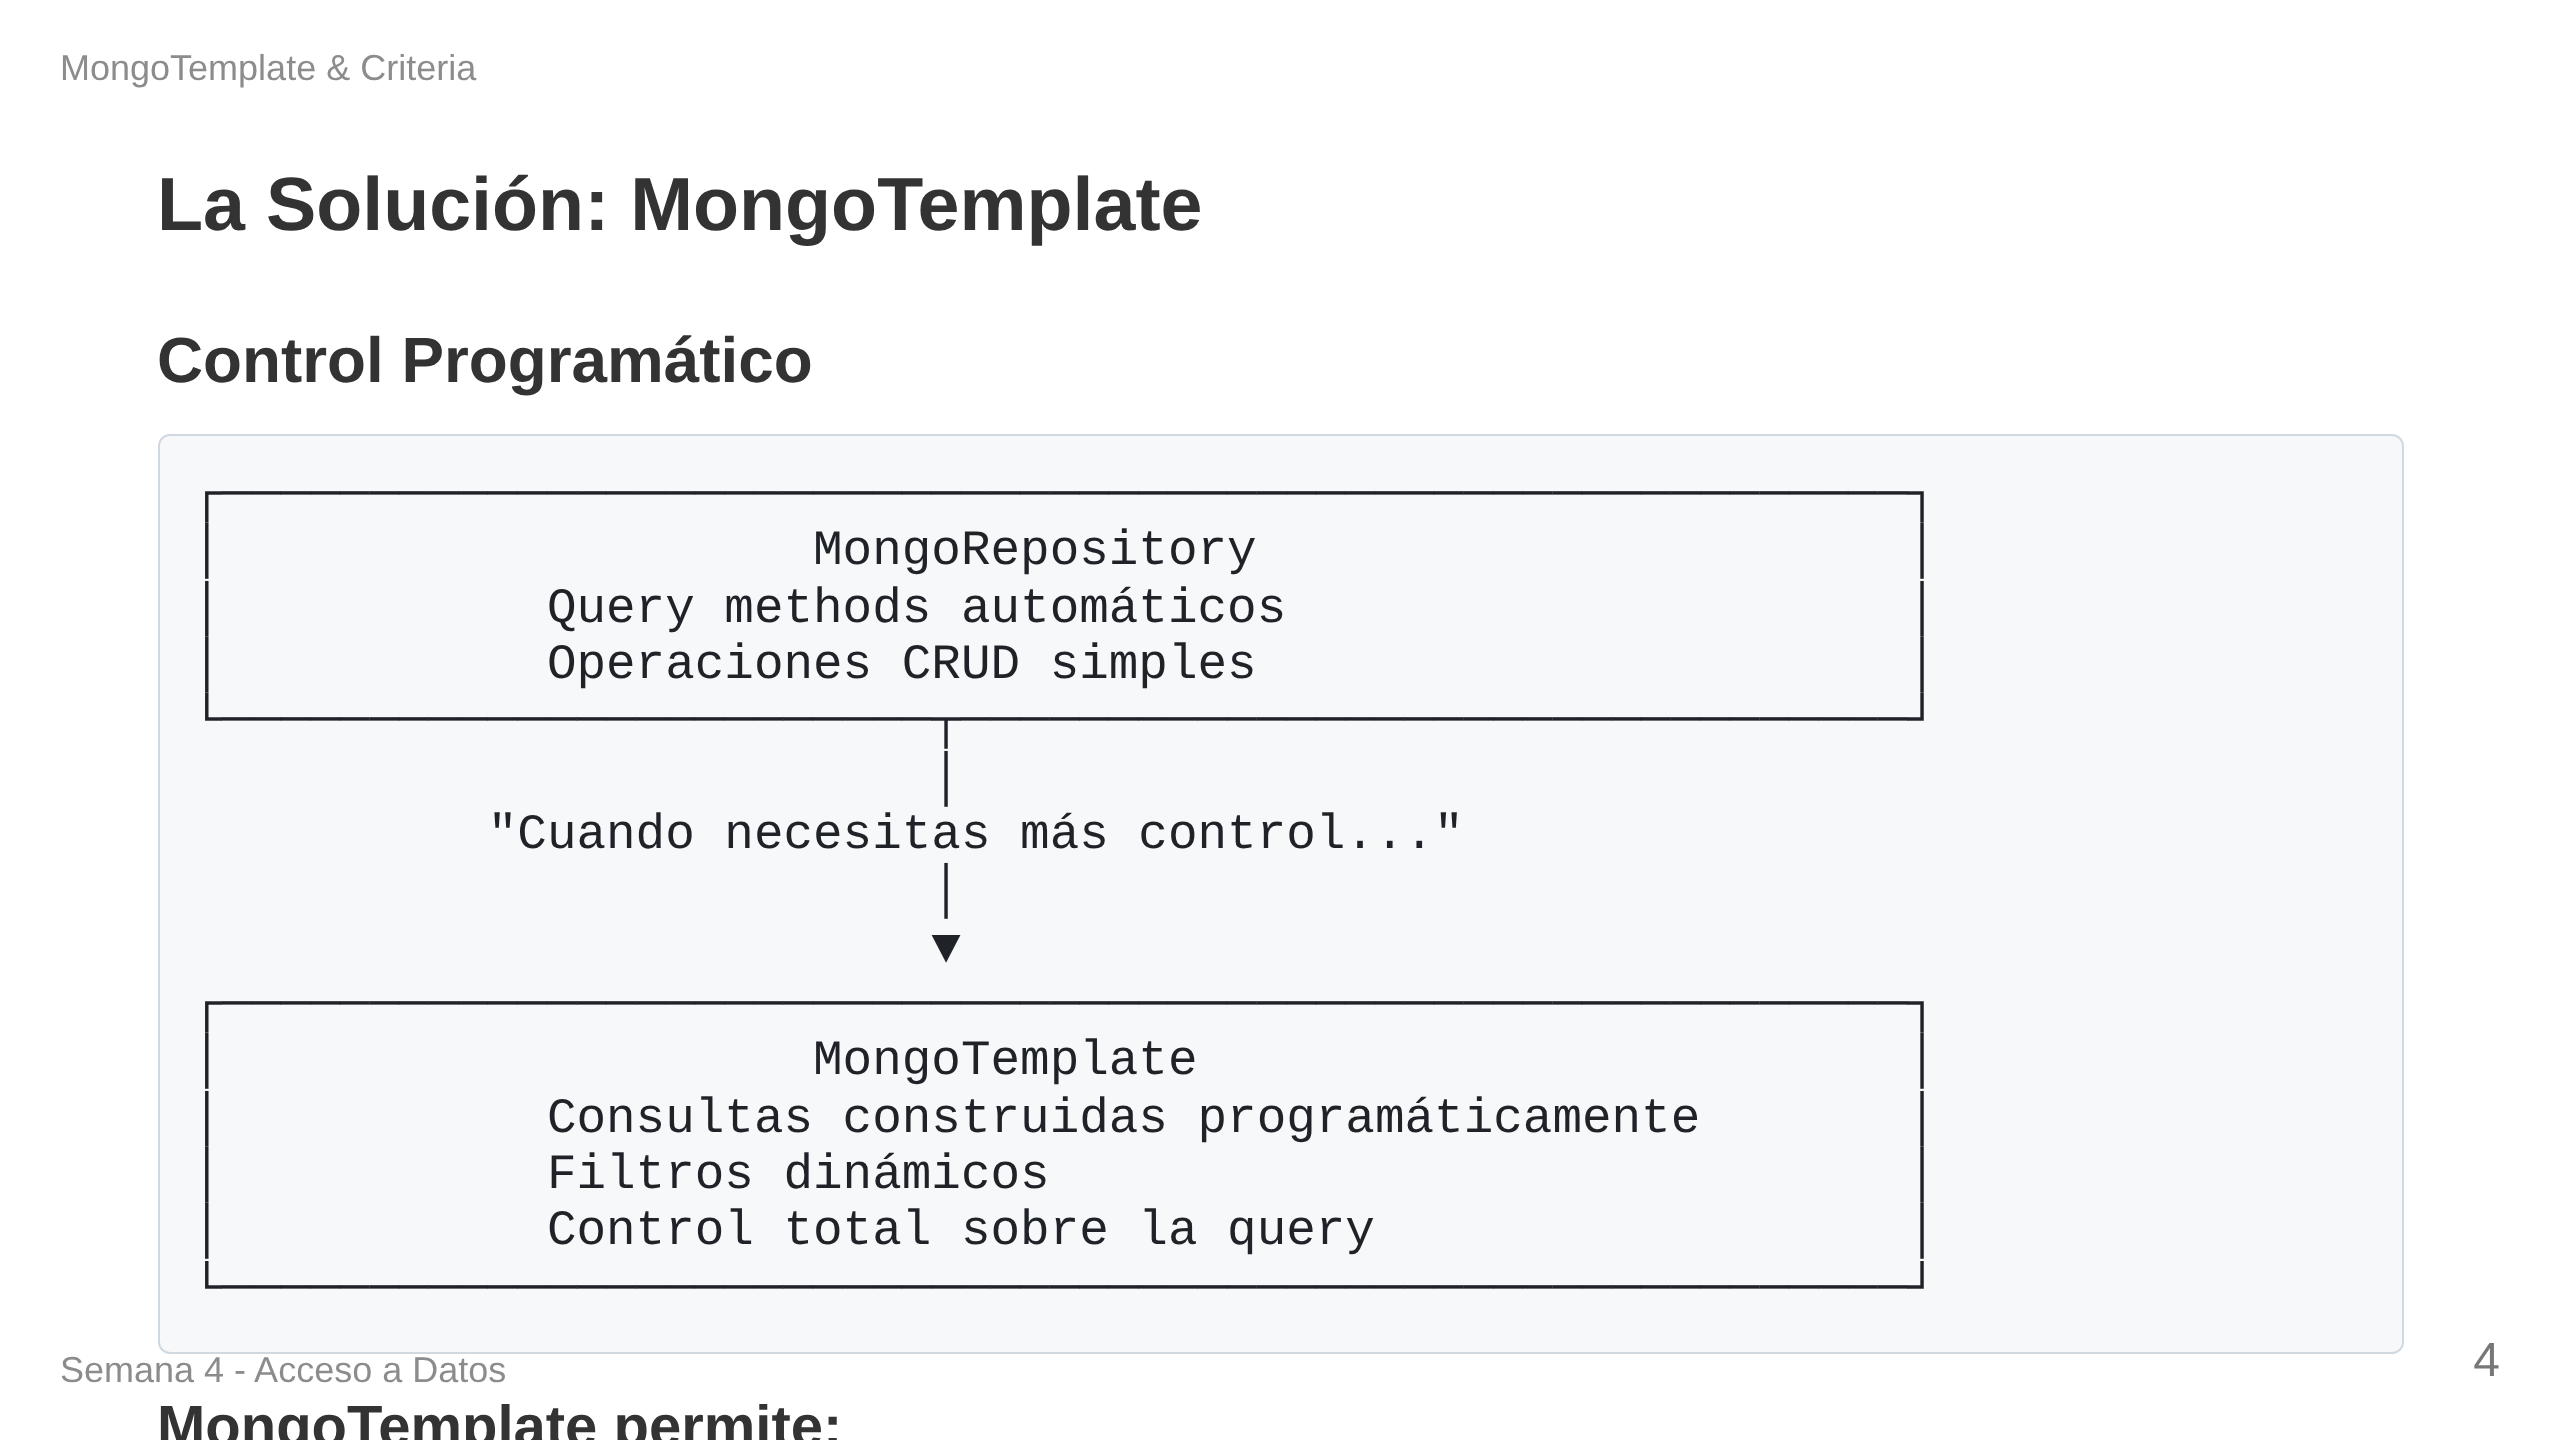 MongoTemplate & Criteria
La Solución: MongoTemplate
Control Programático
MongoRepository
Query methods automáticos
Operaciones CRUD simples
"Cuando necesitas más control..."
MongoTemplate
Consultas construidas programáticamente
Filtros dinámicos
Control total sobre la query
Semana 4 - Acceso a Datos
4
MongoTemplate permite: